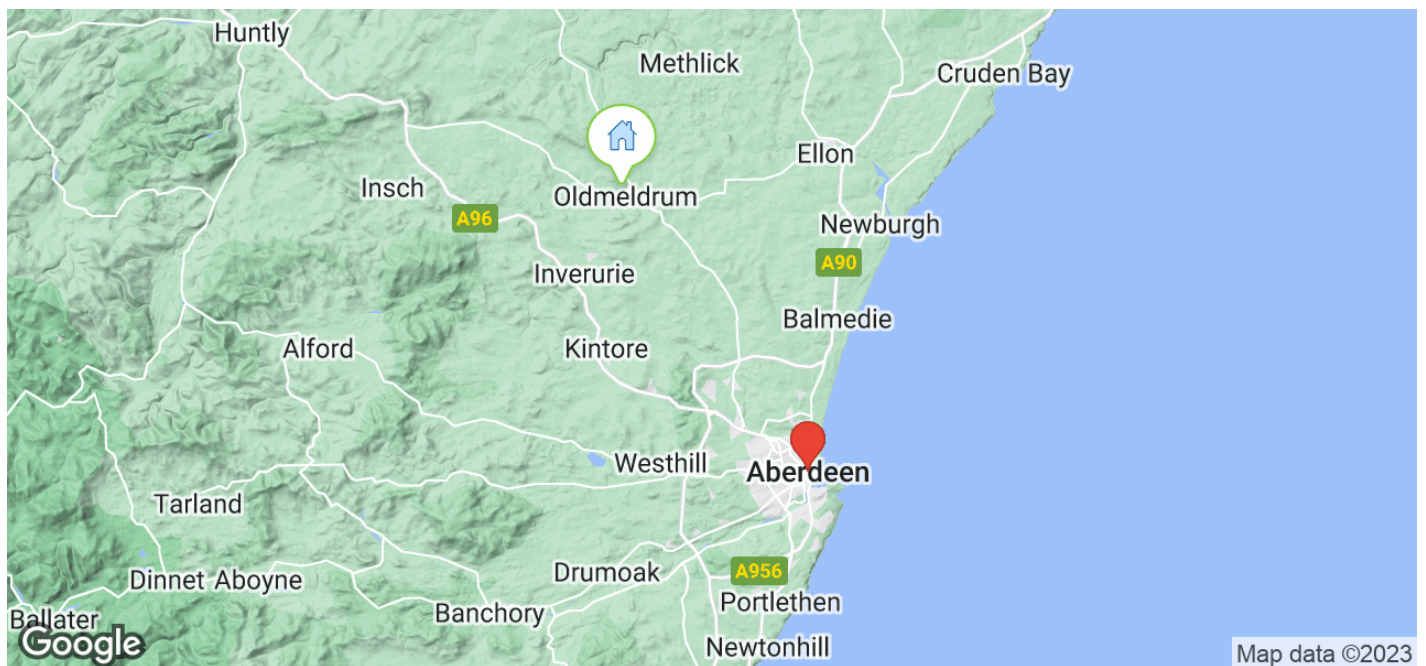 Huntly
Methlick
Cruden Bay
Ellon
Insch
Oldmeldrum
A96
Newburgh
A90
Inverurie
Balmedie
Alford
Kintore
Westhill
Aberdeen
Tarland
Dinnet
Aboyne
Drumoak
A956
Banchory
Portlethen
Ballater
Google
Newtonhill
Map data ©2023